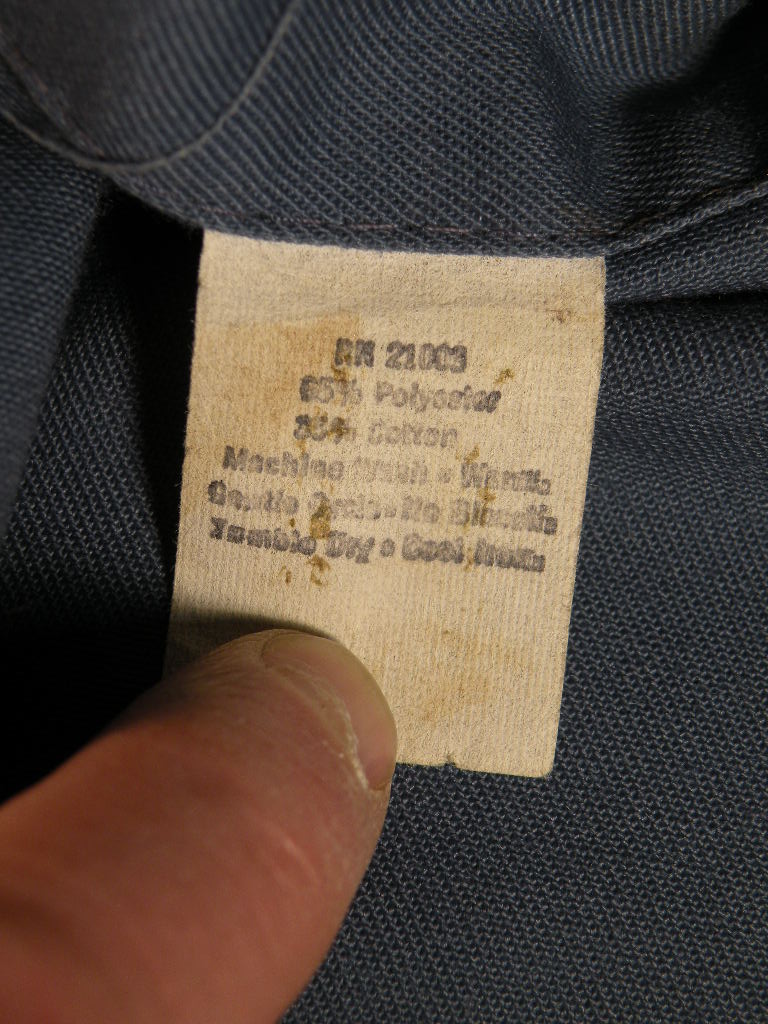 RN 21003
65% Polyester
35% Cotton
Machine Wash • Warm
Gentle Cycle • No Bleach
Tumble Dry • Cool Iron